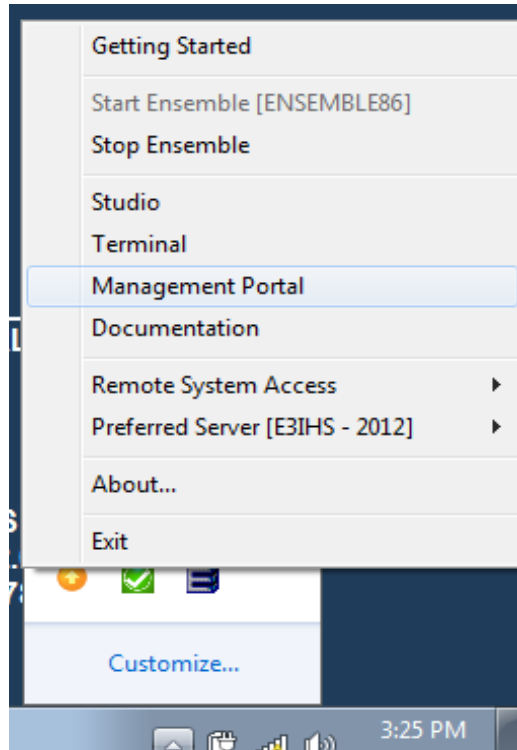 Getting Started
Start Ensemble [ENSEMBLE86]
Stop Ensemble
Studio
Terminal
Management Portal
Documentation
Remote System Access
Preferred Server [E3IHS - 2012]
About...
Exit
Customize...
3:25 PM